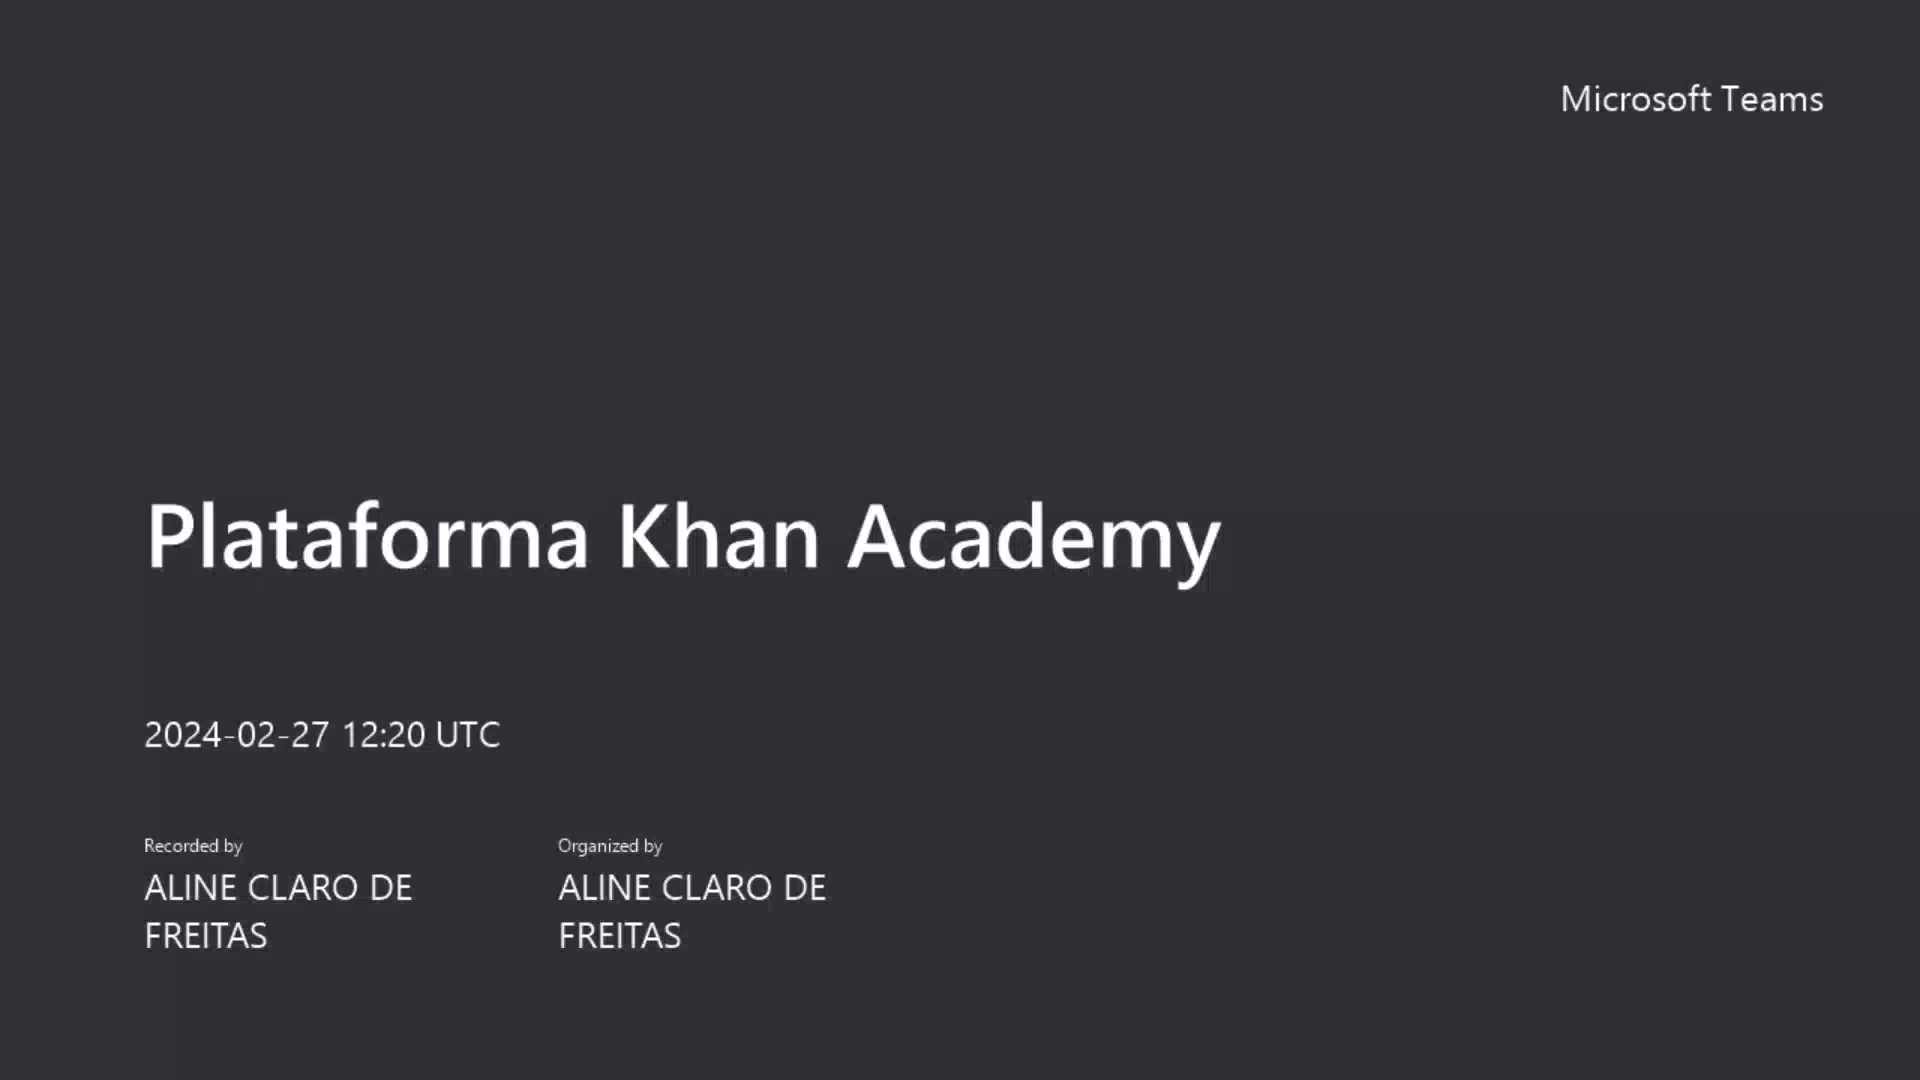 Microsoft Teams
Plataforma Khan Academy
2024-02-27 12:20 UTC
Recorded by
ALINE CLARO DE
FREITAS
Organized by
ALINE CLARO DE
FREITAS